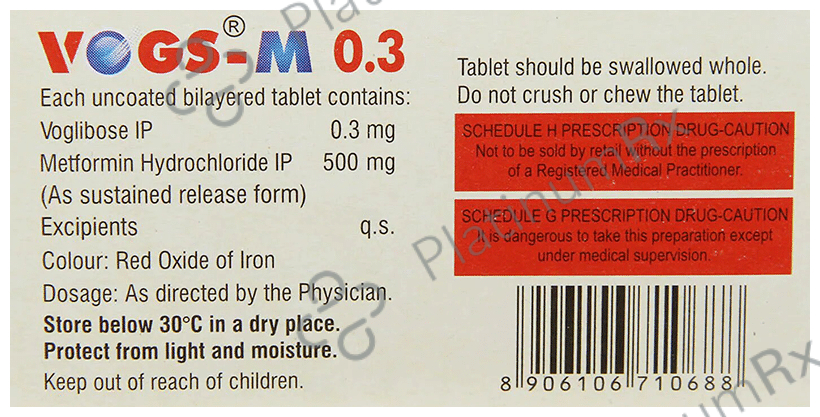 VOGS®-M 0.3
Each uncoated bilayered tablet contains:
Voglibose IP 0.3 mg
Metformin Hydrochloride IP 500 mg
(As sustained release form)
Excipients q.s.
Colour: Red Oxide of Iron
Dosage: As directed by the Physician.
Store below 30°C in a dry place.
Protect from light and moisture.
Keep out of reach of children.
Tablet should be swallowed whole.
Do not crush or chew the tablet.
SCHEDULE H PRESCRIPTION DRUG-CAUTION
Not to be sold by retail without the prescription
of a Registered Medical Practitioner.
SCHEDULE G PRESCRIPTION DRUG-CAUTION
It is dangerous to take this preparation except
under medical supervision.
8 906106 710688
PlatinumRx
PlatinumRx
PlatinumRx